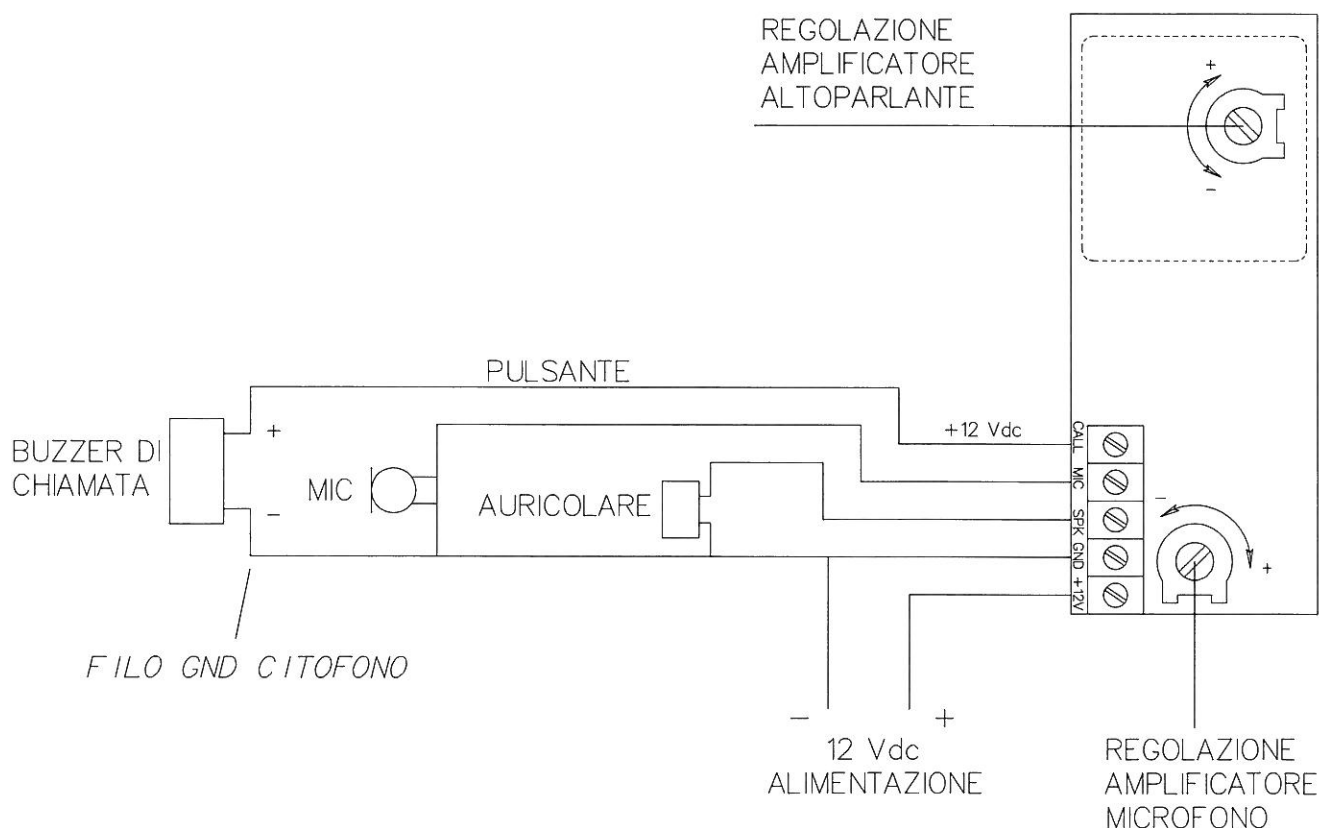 REGOLAZIONE
AMPLIFICATORE
ALTOPARLANTE
+
-
PULSANTE
BUZZER DI
CHIAMATA
+
-
MIC
AURICOLARE
+12 Vdc
CALL
MIC
SPK
GND
+12V
-
+
FILO GND CITOFONO
- +
12 Vdc
ALIMENTAZIONE
REGOLAZIONE
AMPLIFICATORE
MICROFONO